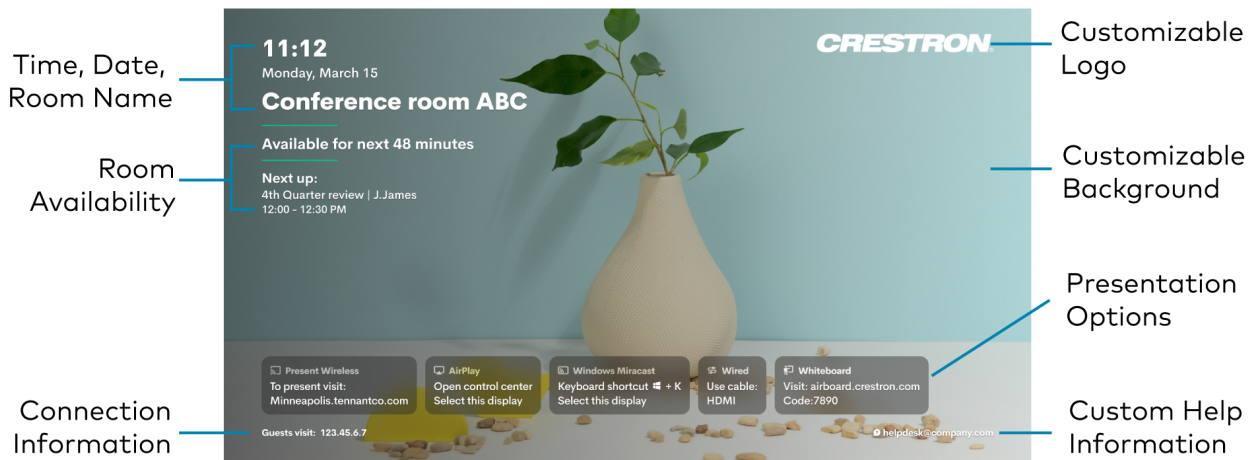 Time, Date,
Room Name
Room
Availability
Connection
Information
11:12
Monday, March 15
Conference room ABC
Available for next 48 minutes
Next up:
4th Quarter review | J.James
12:00 - 12:30 PM
CRESTRON
Present Wireless
To present visit:
Minneapolis.tennantco.com
AirPlay
Open control center
Select this display
Windows Miracast
Keyboard shortcut + K
Select this display
Wired
Use cable:
HDMI
Whiteboard
Visit: airboard.crestron.com
Code:7890
Guests visit: 123.45.6.7
helpdesk@company.com
Customizable
Logo
Customizable
Background
Presentation
Options
Custom Help
Information